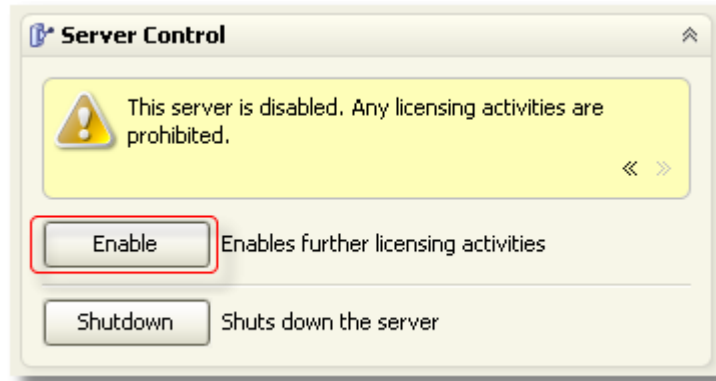 Server Control
This server is disabled. Any licensing activities are
prohibited.
Enable Enables further licensing activities
Shutdown Shuts down the server